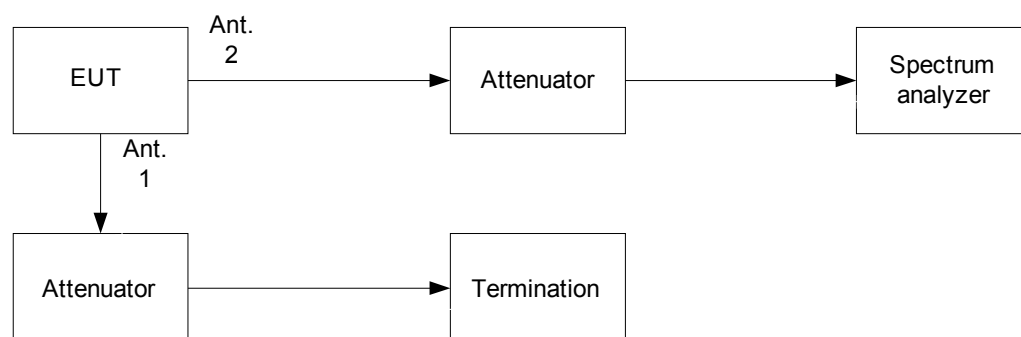 Ant.
2
EUT
Attenuator
Spectrum
analyzer
Ant.
1
Attenuator
Termination